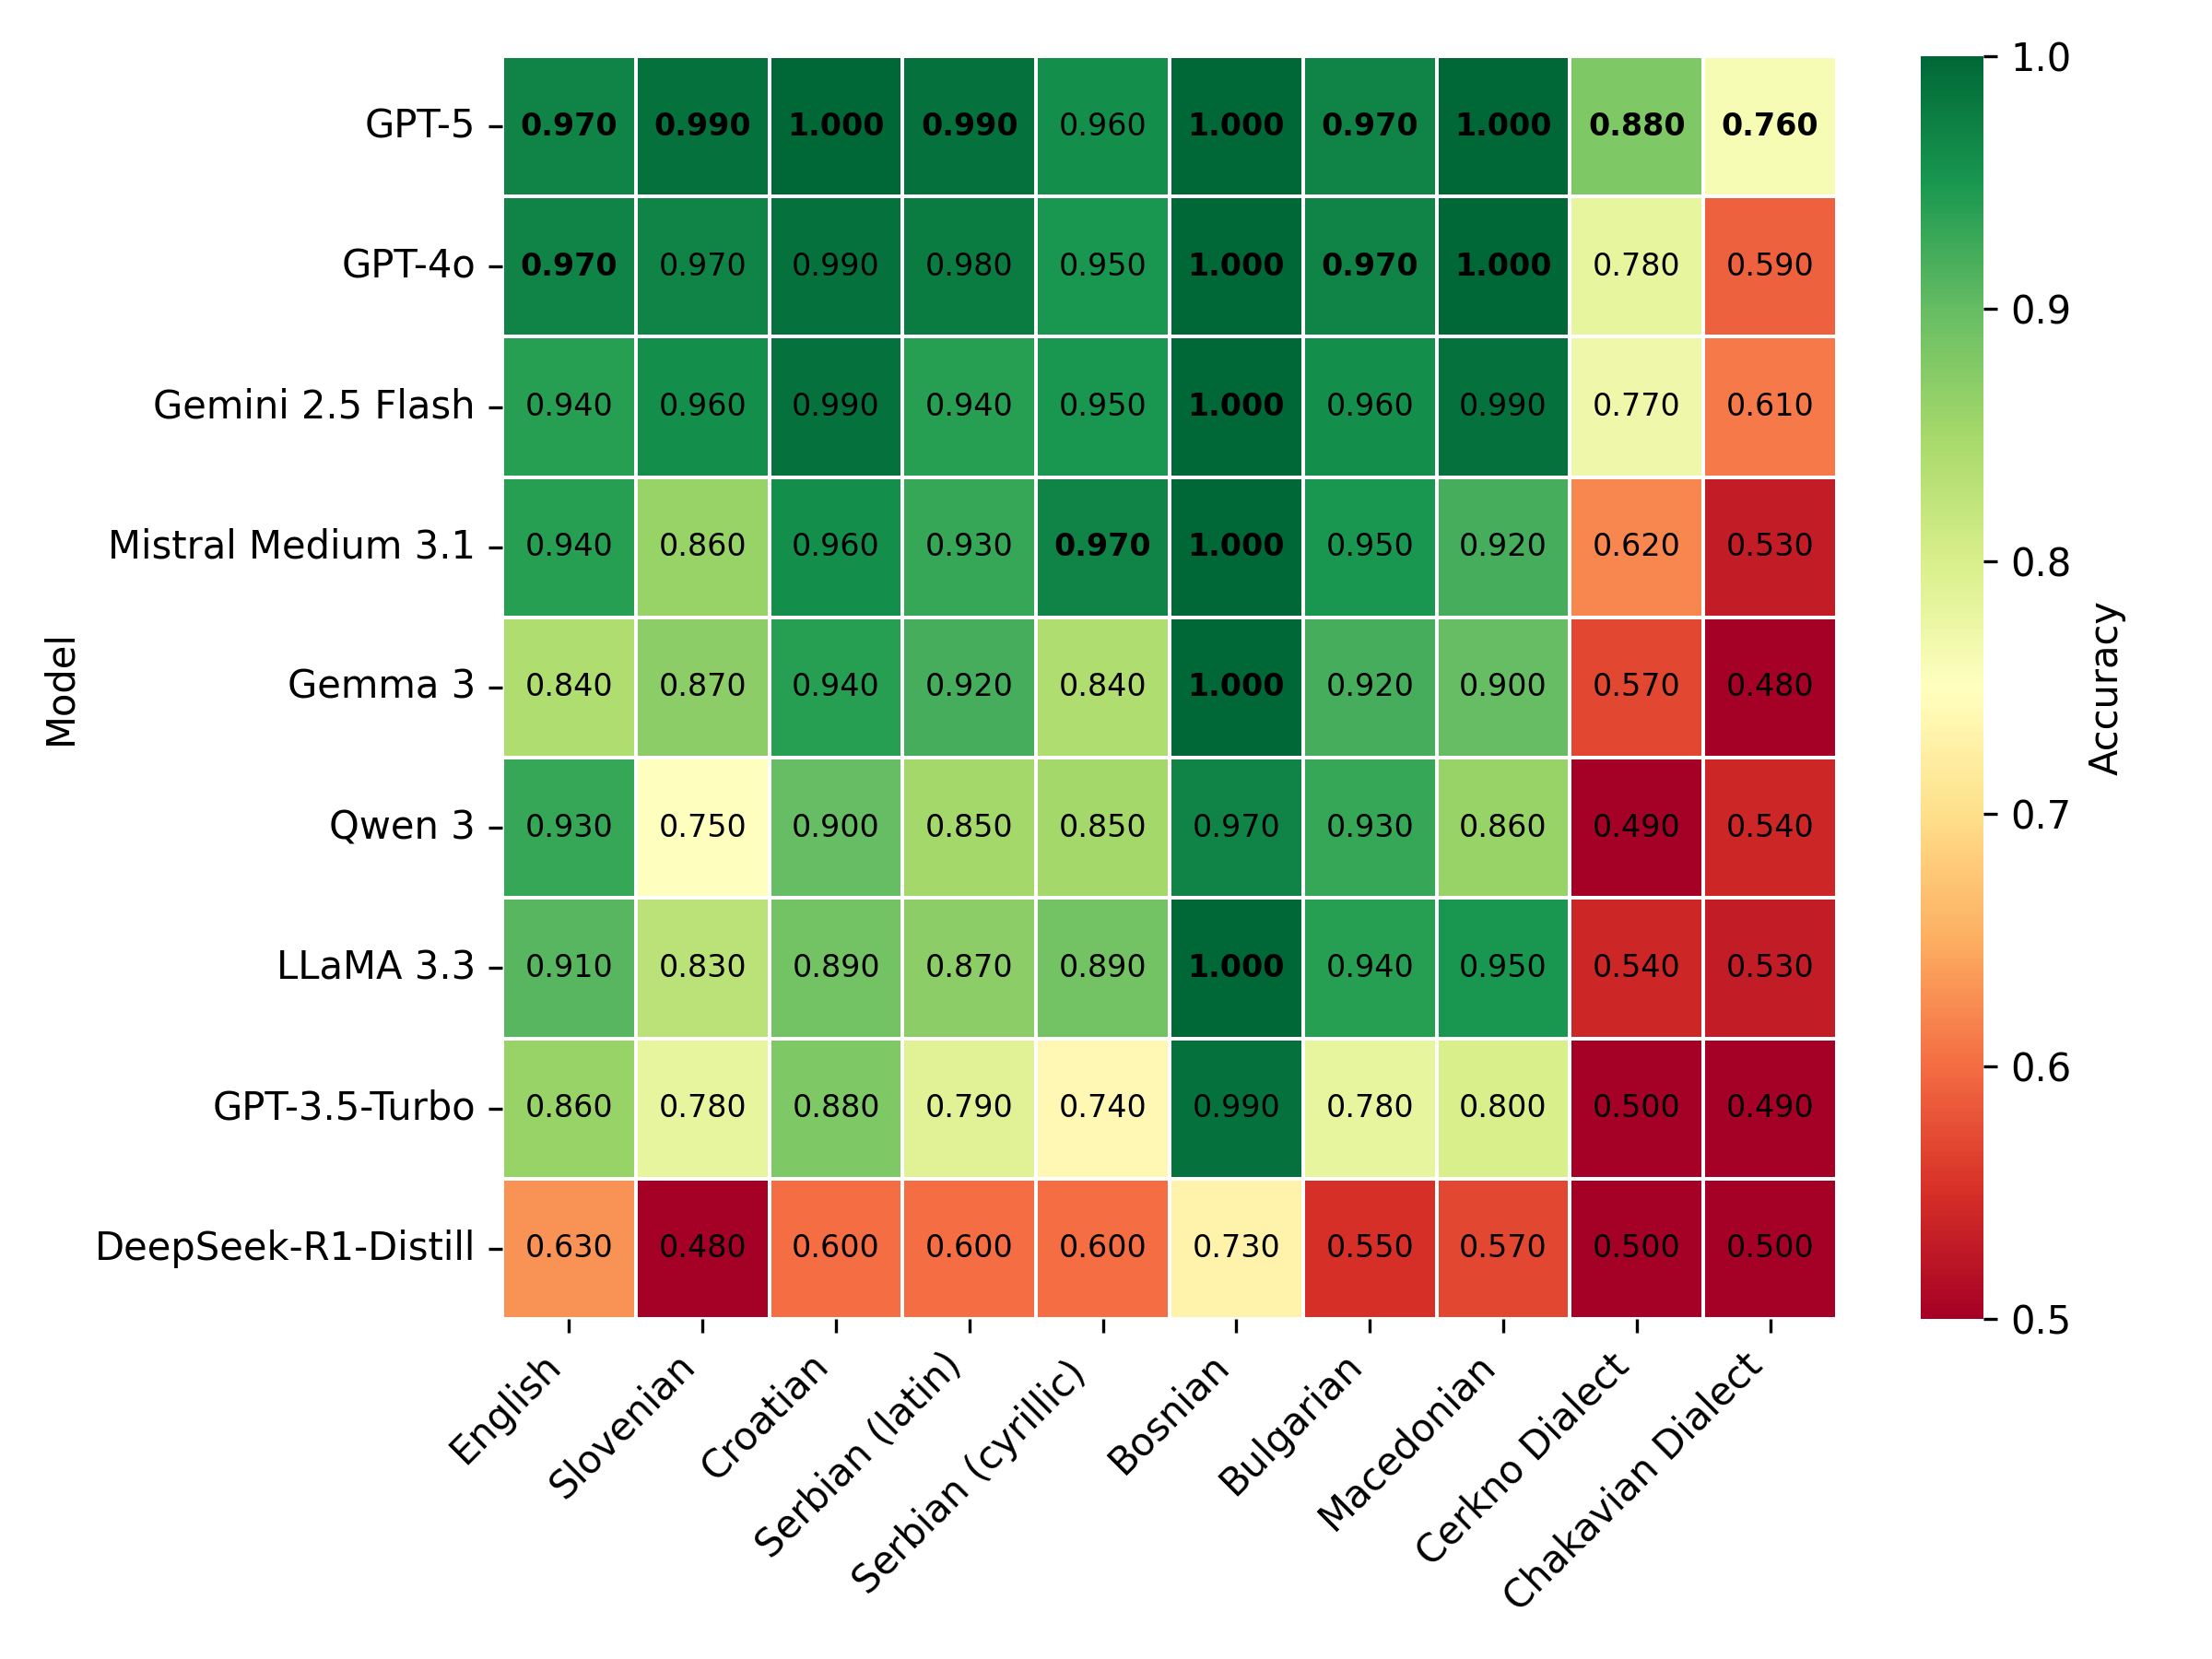 GPT-5 0.970 0.990 1.000 0.990 0.960 1.000 0.970 1.000 0.880 0.760
GPT-4o 0.970 0.970 0.990 0.980 0.950 1.000 0.970 1.000 0.780 0.590
Gemini 2.5 Flash 0.940 0.960 0.990 0.940 0.950 1.000 0.960 0.990 0.770 0.610
Mistral Medium 3.1 0.940 0.860 0.960 0.930 0.970 1.000 0.950 0.920 0.620 0.530
Gemma 3 0.840 0.870 0.940 0.920 0.840 1.000 0.920 0.900 0.570 0.480
Qwen 3 0.930 0.750 0.900 0.850 0.850 0.970 0.930 0.860 0.490 0.540
LLaMA 3.3 0.910 0.830 0.890 0.870 0.890 1.000 0.940 0.950 0.540 0.530
GPT-3.5-Turbo 0.860 0.780 0.880 0.790 0.740 0.990 0.780 0.800 0.500 0.490
DeepSeek-R1-Distill 0.630 0.480 0.600 0.600 0.600 0.730 0.550 0.570 0.500 0.500
Model
English
Slovenian
Croatian
Serbian (latin)
Serbian (cyrillic)
Bosnian
Bulgarian
Macedonian
Cerkno Dialect
Chakavian Dialect
1.0
0.9
0.8
0.7
0.6
0.5
Accuracy